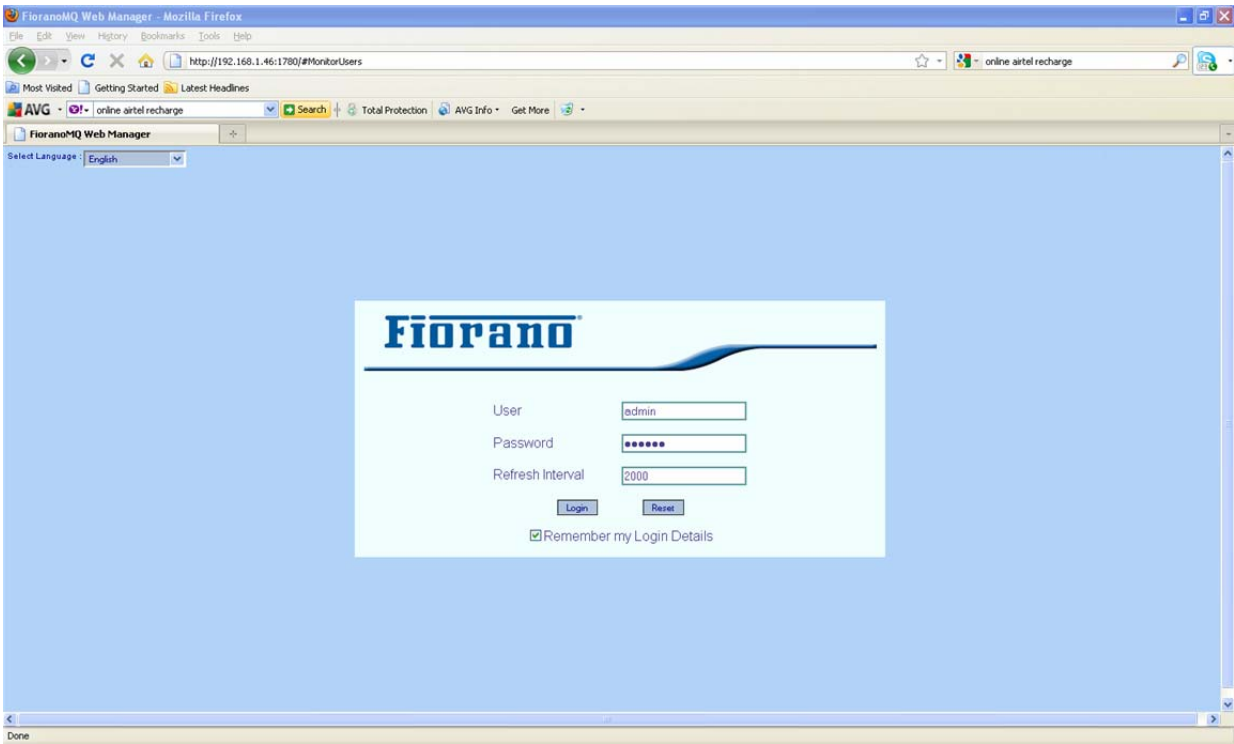 FioranoMQ Web Manager - Mozilla Firefox
File Edit View History Bookmarks Tools Help
http://192.168.1.46:1780/#MonitorUsers
online airtel recharge
Most Visited Getting Started Latest Headlines
AVG online airtel recharge Search Total Protection AVG Info Get More
FioranoMQ Web Manager
Select Language : English
Fiorano
User admin
Password ••••••
Refresh Interval 2000
Login Reset
Remember my Login Details
Done